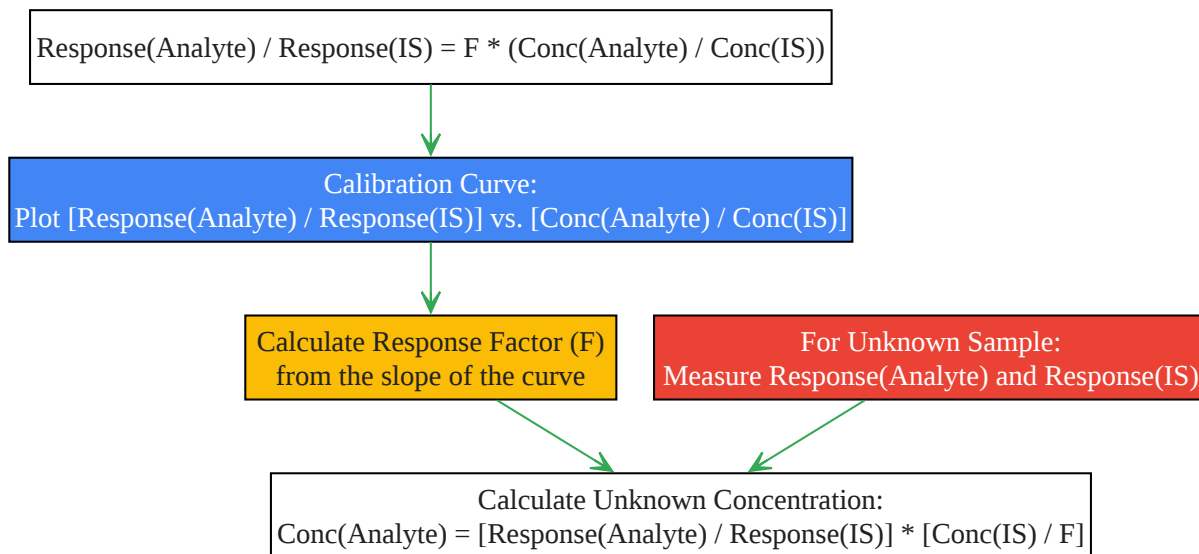 Response(Analyte) / Response(IS) = F * (Conc(Analyte) / Conc(IS))
Calibration Curve:
Plot [Response(Analyte) / Response(IS)] vs. [Conc(Analyte) / Conc(IS)]
Calculate Response Factor (F)
from the slope of the curve
For Unknown Sample:
Measure Response(Analyte) and Response(IS)
Calculate Unknown Concentration:
Conc(Analyte) = [Response(Analyte) / Response(IS)] * [Conc(IS) / F]